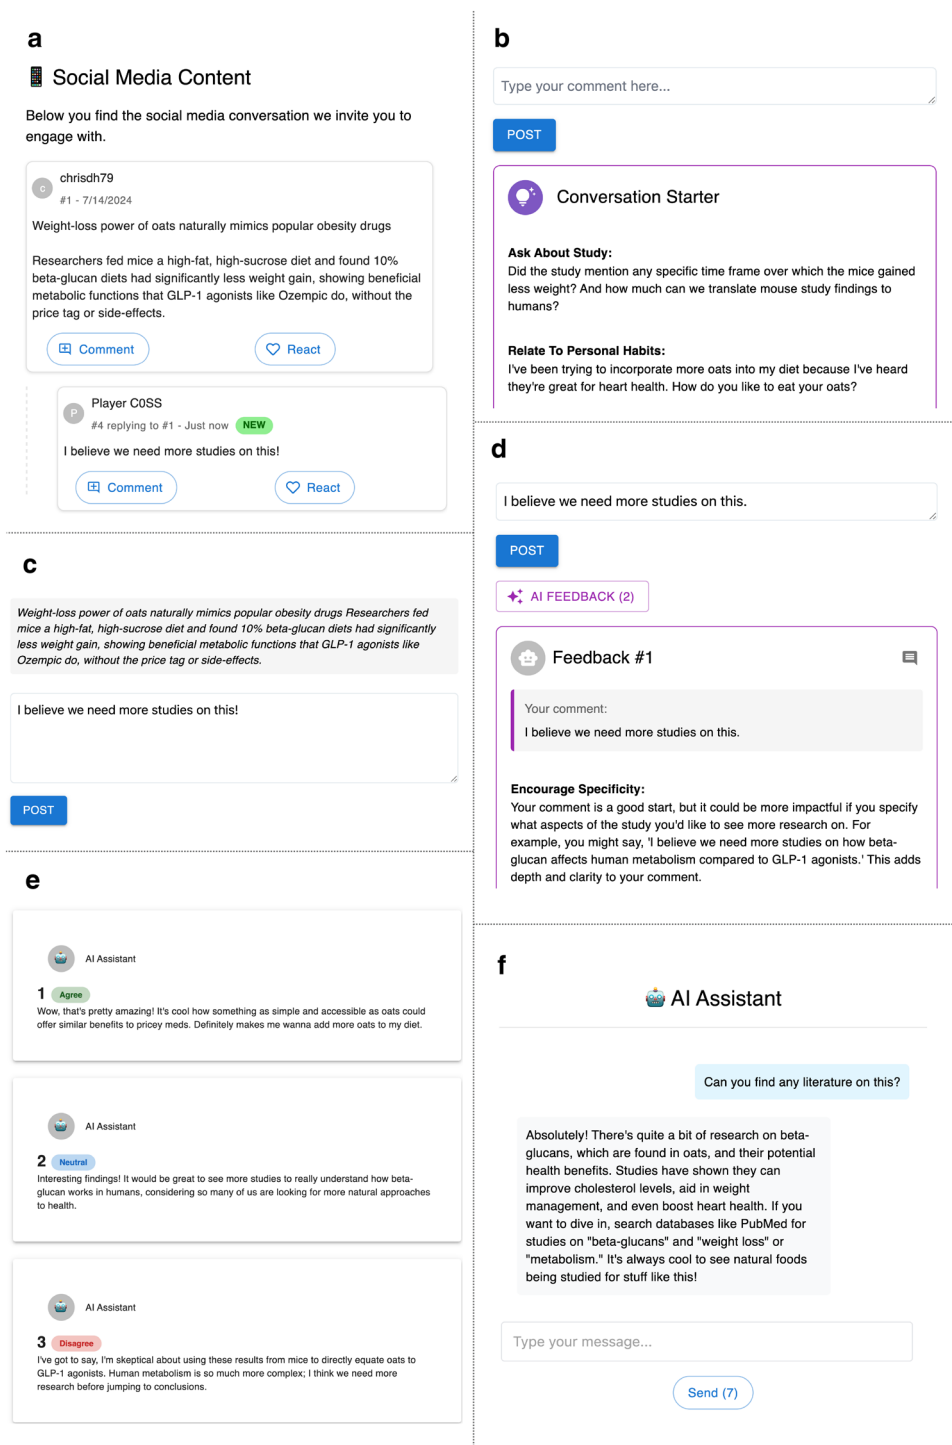 a
Social Media Content
Below you find the social media conversation we invite you to
engage with.
c
chrisdh79
#1 - 7/14/2024
Weight-loss power of oats naturally mimics popular obesity drugs
Researchers fed mice a high-fat, high-sucrose diet and found 10%
beta-glucan diets had significantly less weight gain, showing beneficial
metabolic functions that GLP-1 agonists like Ozempic do, without the
price tag or side-effects.
Comment
React
P
Player C0SS
#4 replying to #1 - Just now NEW
I believe we need more studies on this!
Comment
React
b
Type your comment here...
POST
Conversation Starter
Ask About Study:
Did the study mention any specific time frame over which the mice gained
less weight? And how much can we translate mouse study findings to
humans?
Relate To Personal Habits:
I've been trying to incorporate more oats into my diet because I've heard
they're great for heart health. How do you like to eat your oats?
c
Weight-loss power of oats naturally mimics popular obesity drugs Researchers fed
mice a high-fat, high-sucrose diet and found 10% beta-glucan diets had significantly
less weight gain, showing beneficial metabolic functions that GLP-1 agonists like
Ozempic do, without the price tag or side-effects.
I believe we need more studies on this!
POST
d
I believe we need more studies on this.
POST
AI FEEDBACK (2)
Feedback #1
Your comment:
I believe we need more studies on this.
Encourage Specificity:
Your comment is a good start, but it could be more impactful if you specify
what aspects of the study you'd like to see more research on. For
example, you might say, 'I believe we need more studies on how beta-
glucan affects human metabolism compared to GLP-1 agonists.' This adds
depth and clarity to your comment.
e
AI Assistant
1 Agree
Wow, that's pretty amazing! It's cool how something as simple and accessible as oats could
offer similar benefits to pricey meds. Definitely makes me wanna add more oats to my diet.
AI Assistant
2 Neutral
Interesting findings! It would be great to see more studies to really understand how beta-
glucan works in humans, considering so many of us are looking for more natural approaches
to health.
AI Assistant
3 Disagree
I've got to say, I'm skeptical about using these results from mice to directly equate oats to
GLP-1 agonists. Human metabolism is so much more complex; I think we need more
research before jumping to conclusions.
f
AI Assistant
Can you find any literature on this?
Absolutely! There's quite a bit of research on beta-
glucans, which are found in oats, and their potential
health benefits. Studies have shown they can
improve cholesterol levels, aid in weight
management, and even boost heart health. If you
want to dive in, search databases like PubMed for
studies on "beta-glucans" and "weight loss" or
"metabolism." It's always cool to see natural foods
being studied for stuff like this!
Type your message...
Send (7)